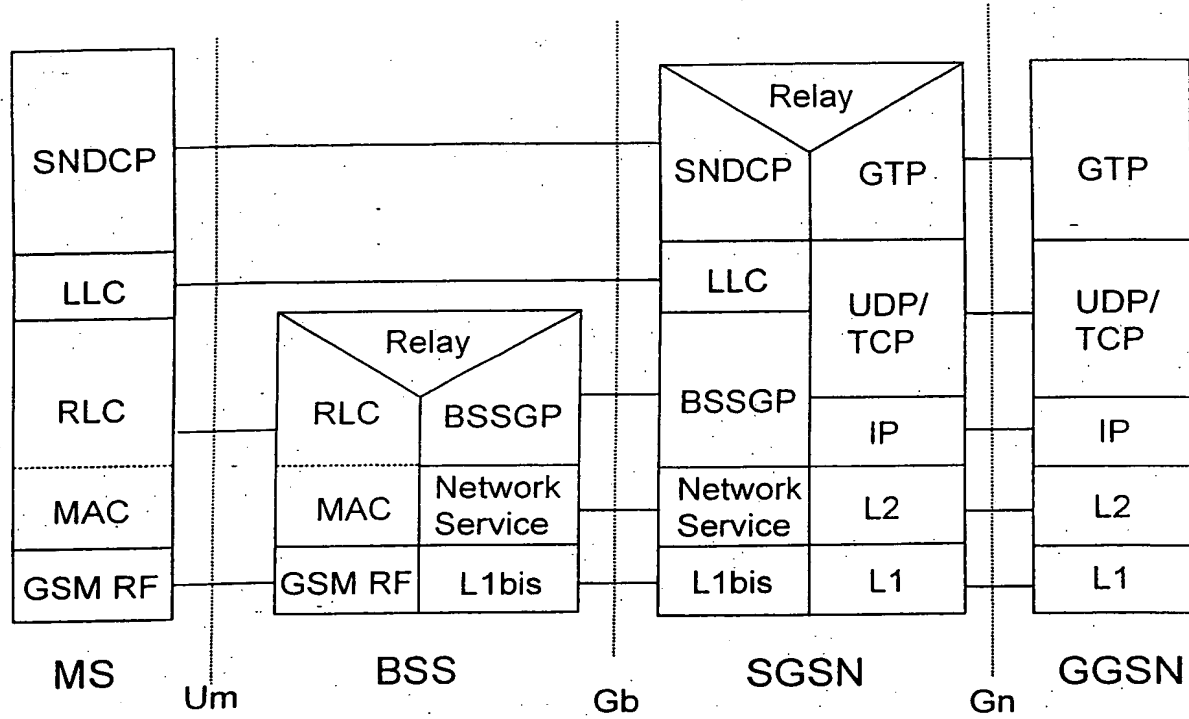 Relay
SNDCP
SNDCP
GTP
GTP
LLC
LLC
UDP/
TCP
UDP/
TCP
Relay
RLC
RLC
BSSGP
BSSGP
IP
IP
MAC
MAC
Network
Service
Network
Service
L2
L2
GSM RF
GSM RF
L1bis
L1bis
L1
L1
MS
Um
BSS
Gb
SGSN
Gn
GGSN